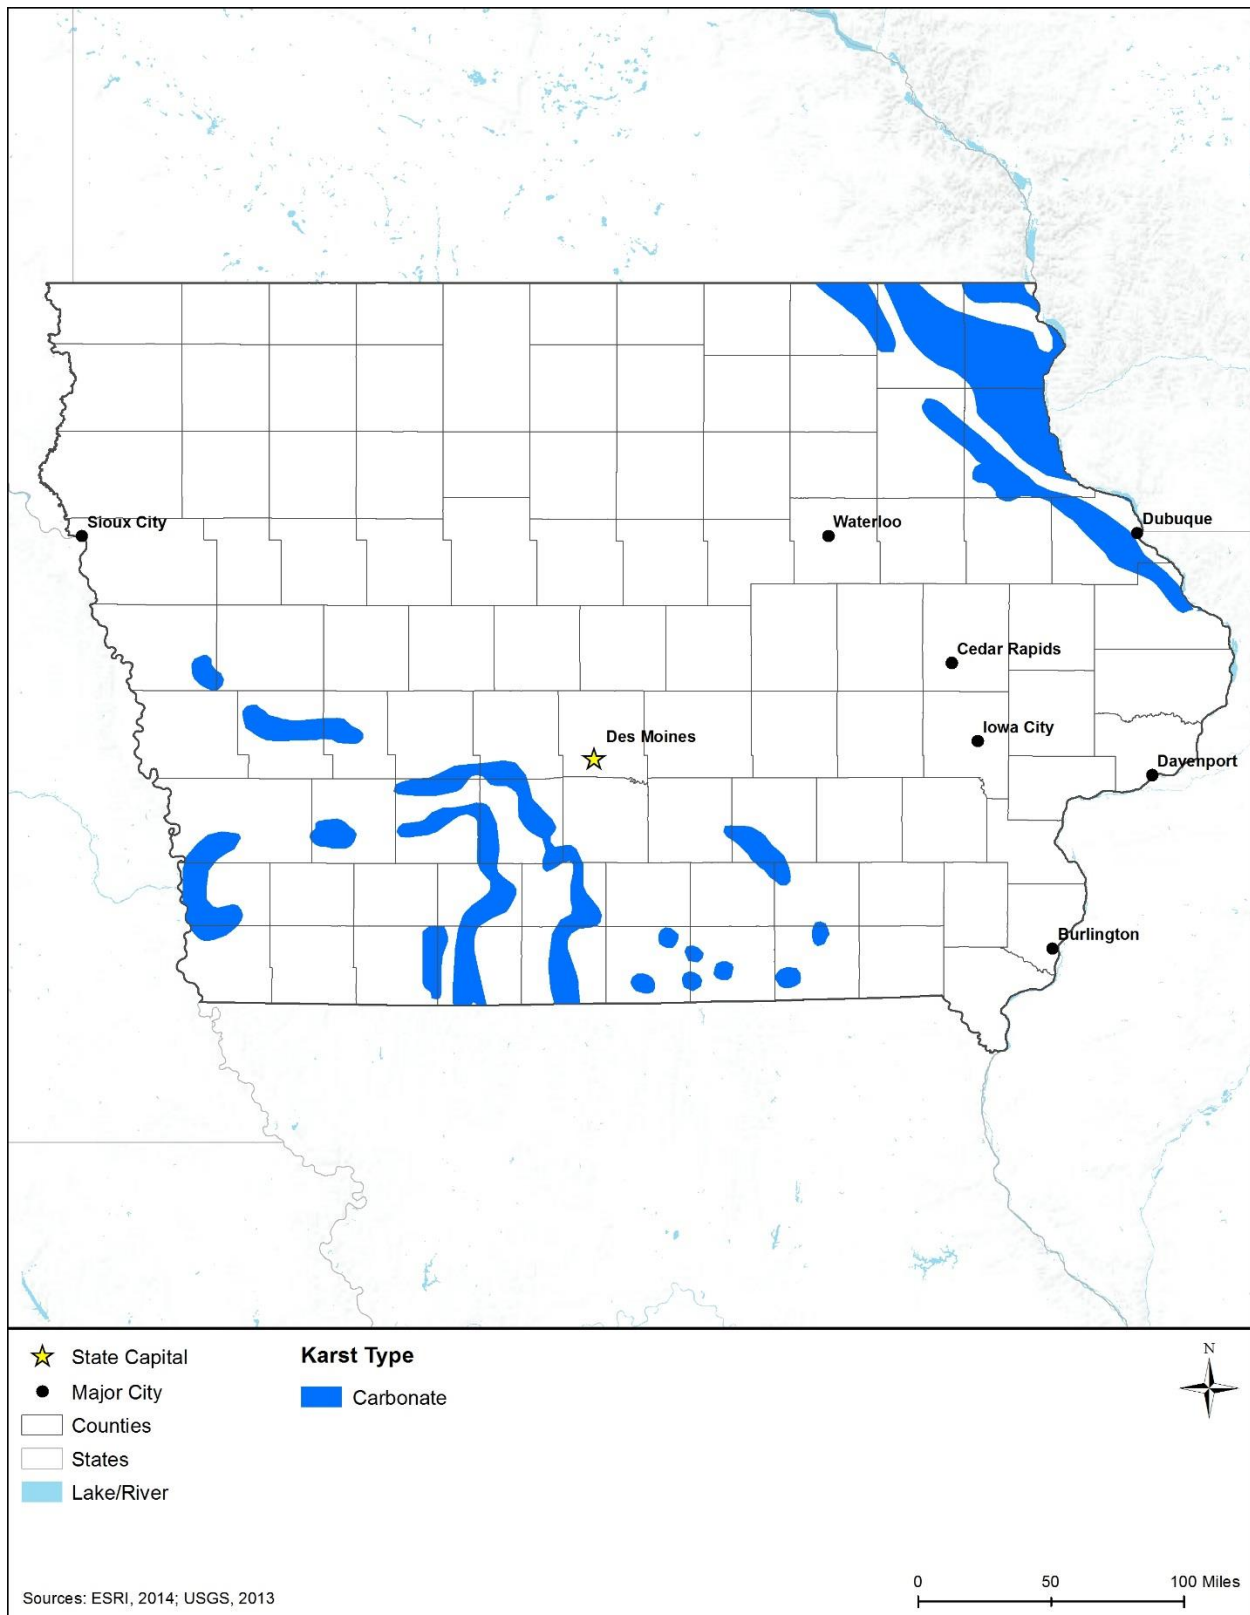 Sioux City
Waterloo
Dubuque
Cedar Rapids
Des Moines
Iowa City
Davenport
Burlington
State Capital
Major City
Counties
States
Lake/River
Karst Type
Carbonate
N
0 50 100 Miles
Sources: ESRI, 2014; USGS, 2013